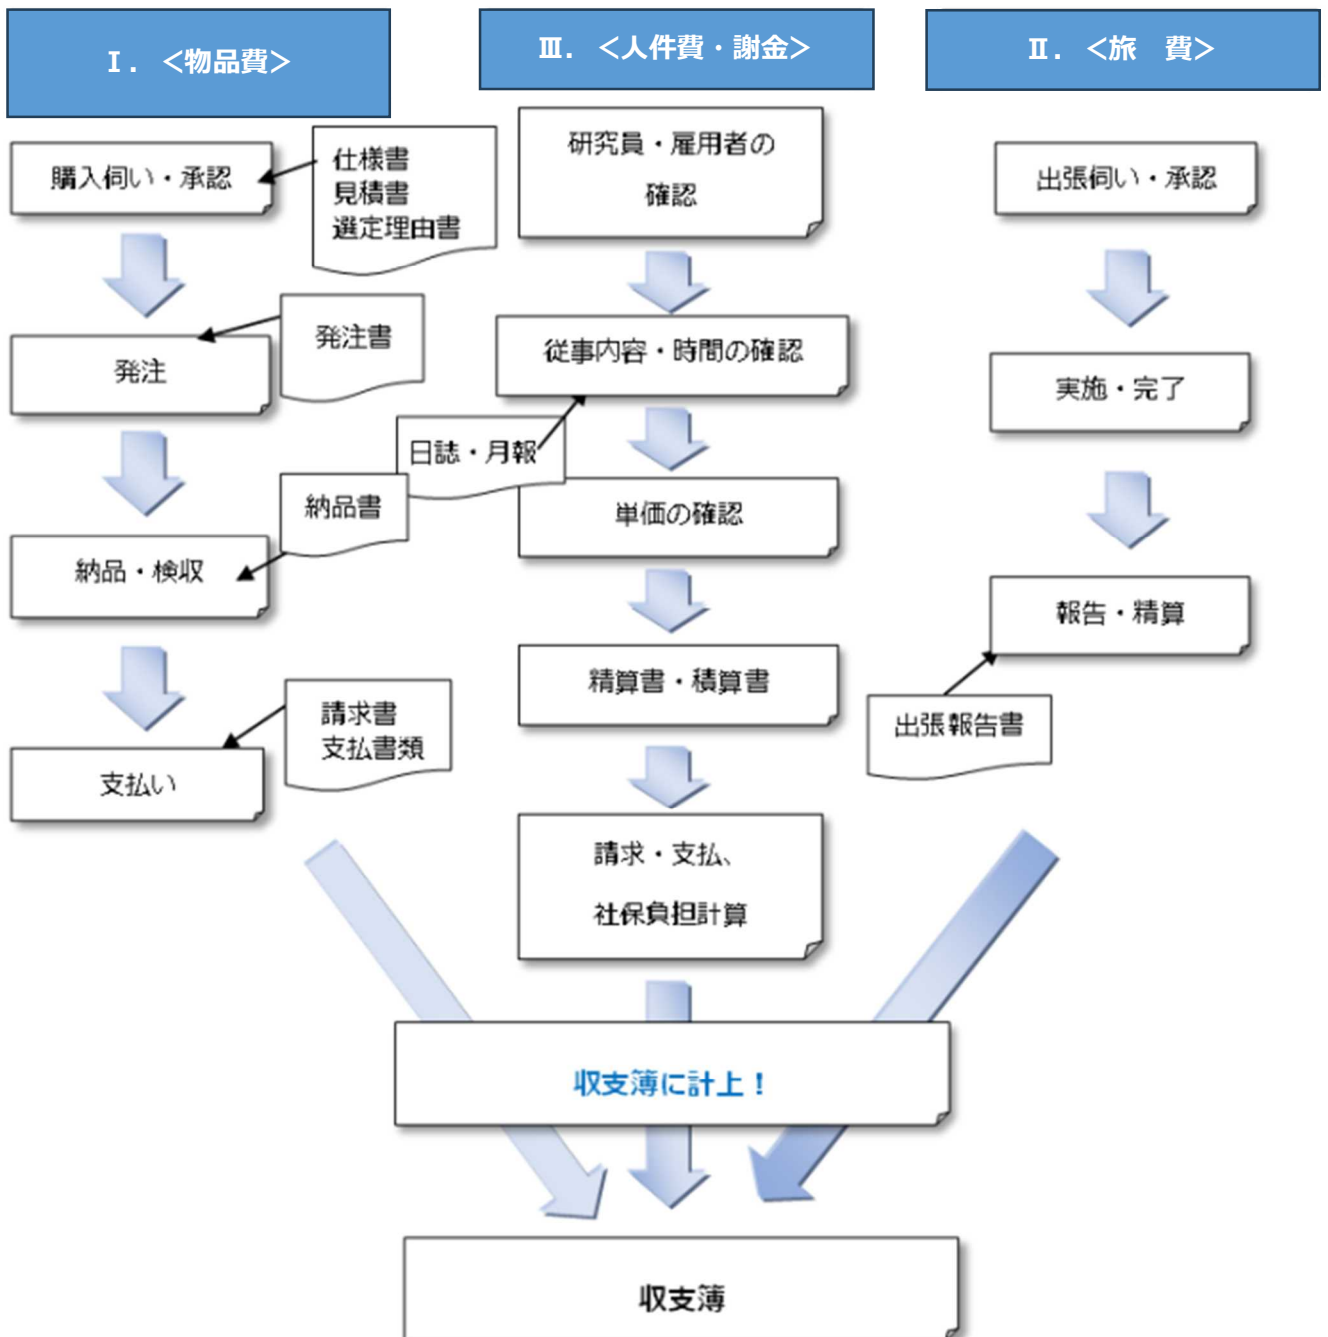 Ⅰ．＜物品費＞
購入伺い・承認
仕様書
見積書
選定理由書
発注
発注書
納品・検収
納品書
支払い
請求書
支払書類
Ⅲ．＜人件費・謝金＞
研究員・雇用者の
確認
従事内容・時間の確認
日誌・月報
単価の確認
精算書・積算書
請求・支払、
社保負担計算
Ⅱ．＜旅　費＞
出張伺い・承認
実施・完了
報告・精算
出張報告書
収支簿に計上！
収支簿